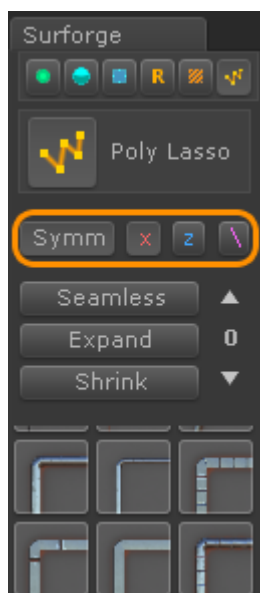 Surforge
R
Poly Lasso
Symm x z \
Seamless
Expand 0
Shrink